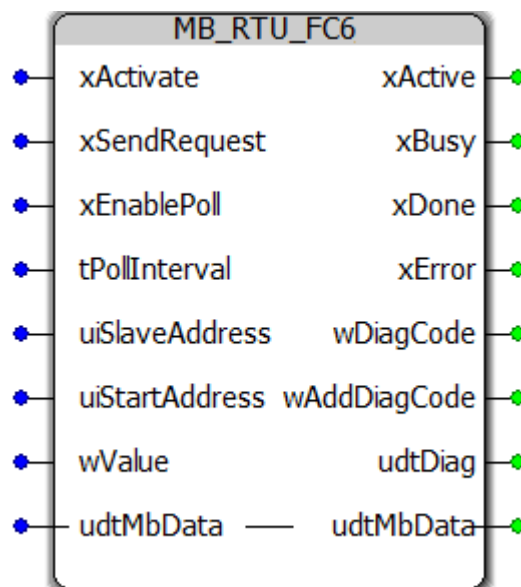 MB_RTU_FC6
xActivate xActive
xSendRequest xBusy
xEnablePoll xDone
tPollInterval xError
uiSlaveAddress wDiagCode
uiStartAddress wAddDiagCode
wValue udtDiag
udtMbData udtMbData